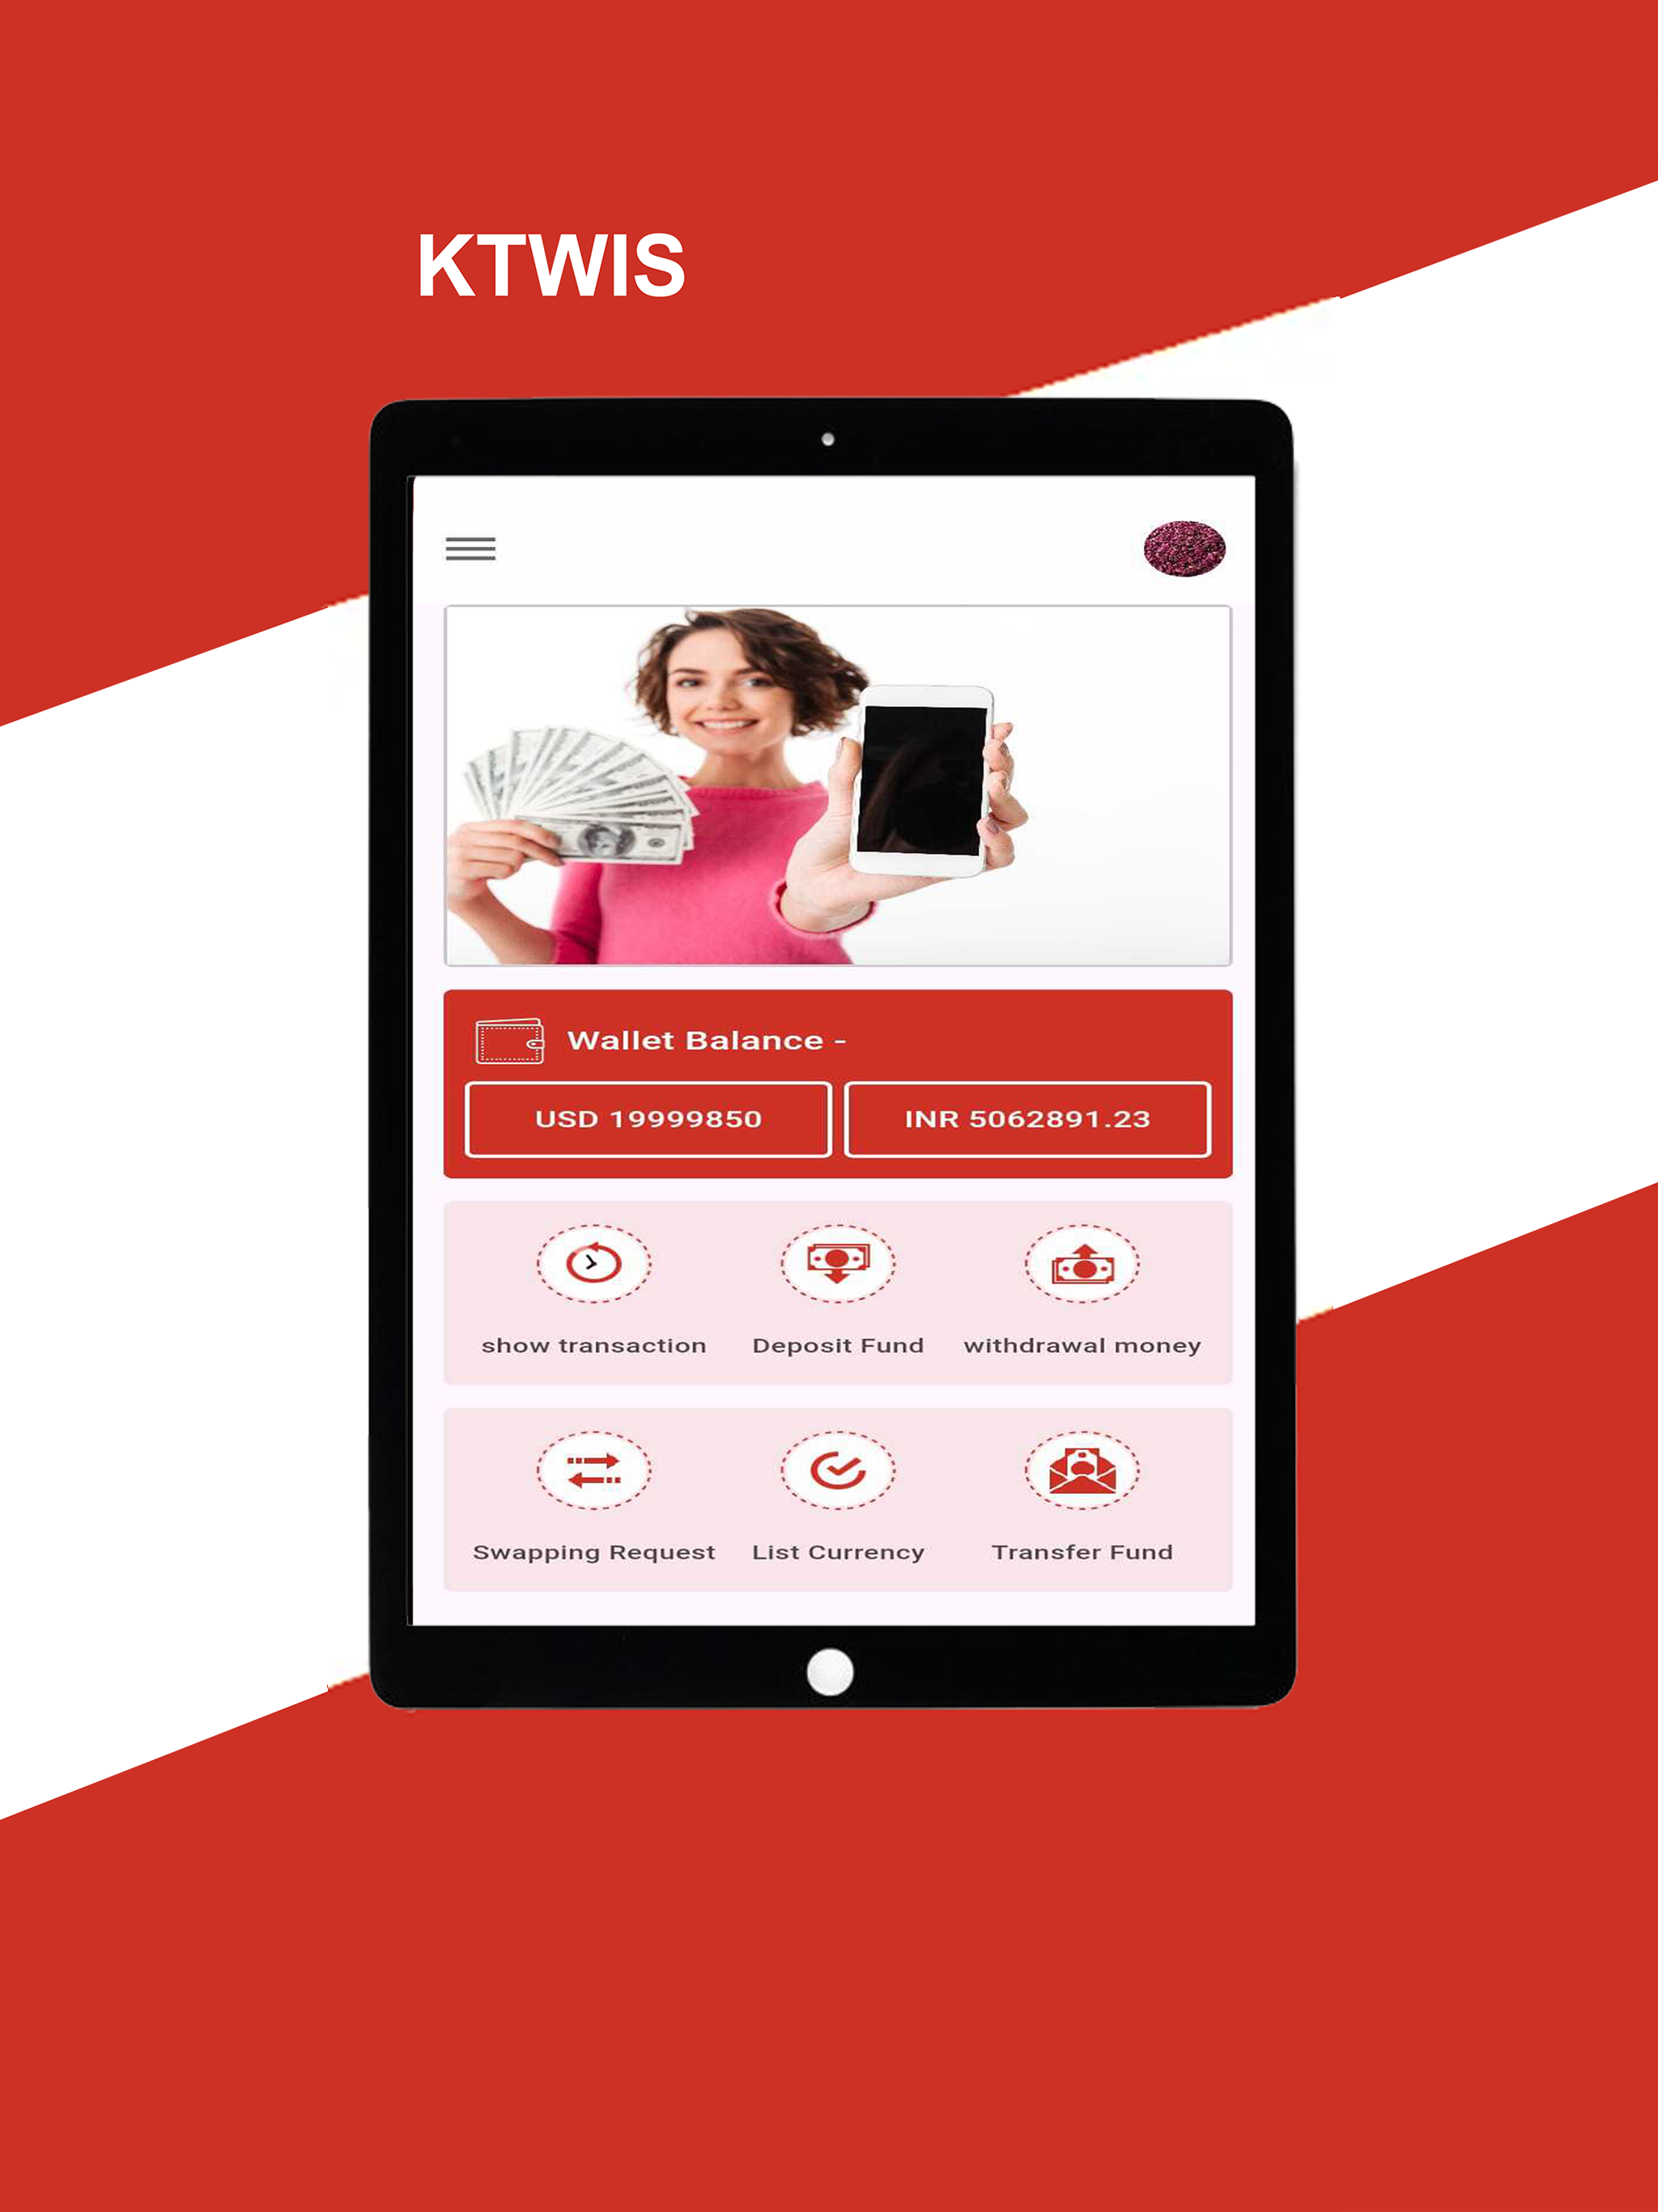 KTWIS
Wallet Balance -
USD 19999850 INR 5062891.23
show transaction Deposit Fund withdrawal money
Swapping Request List Currency Transfer Fund